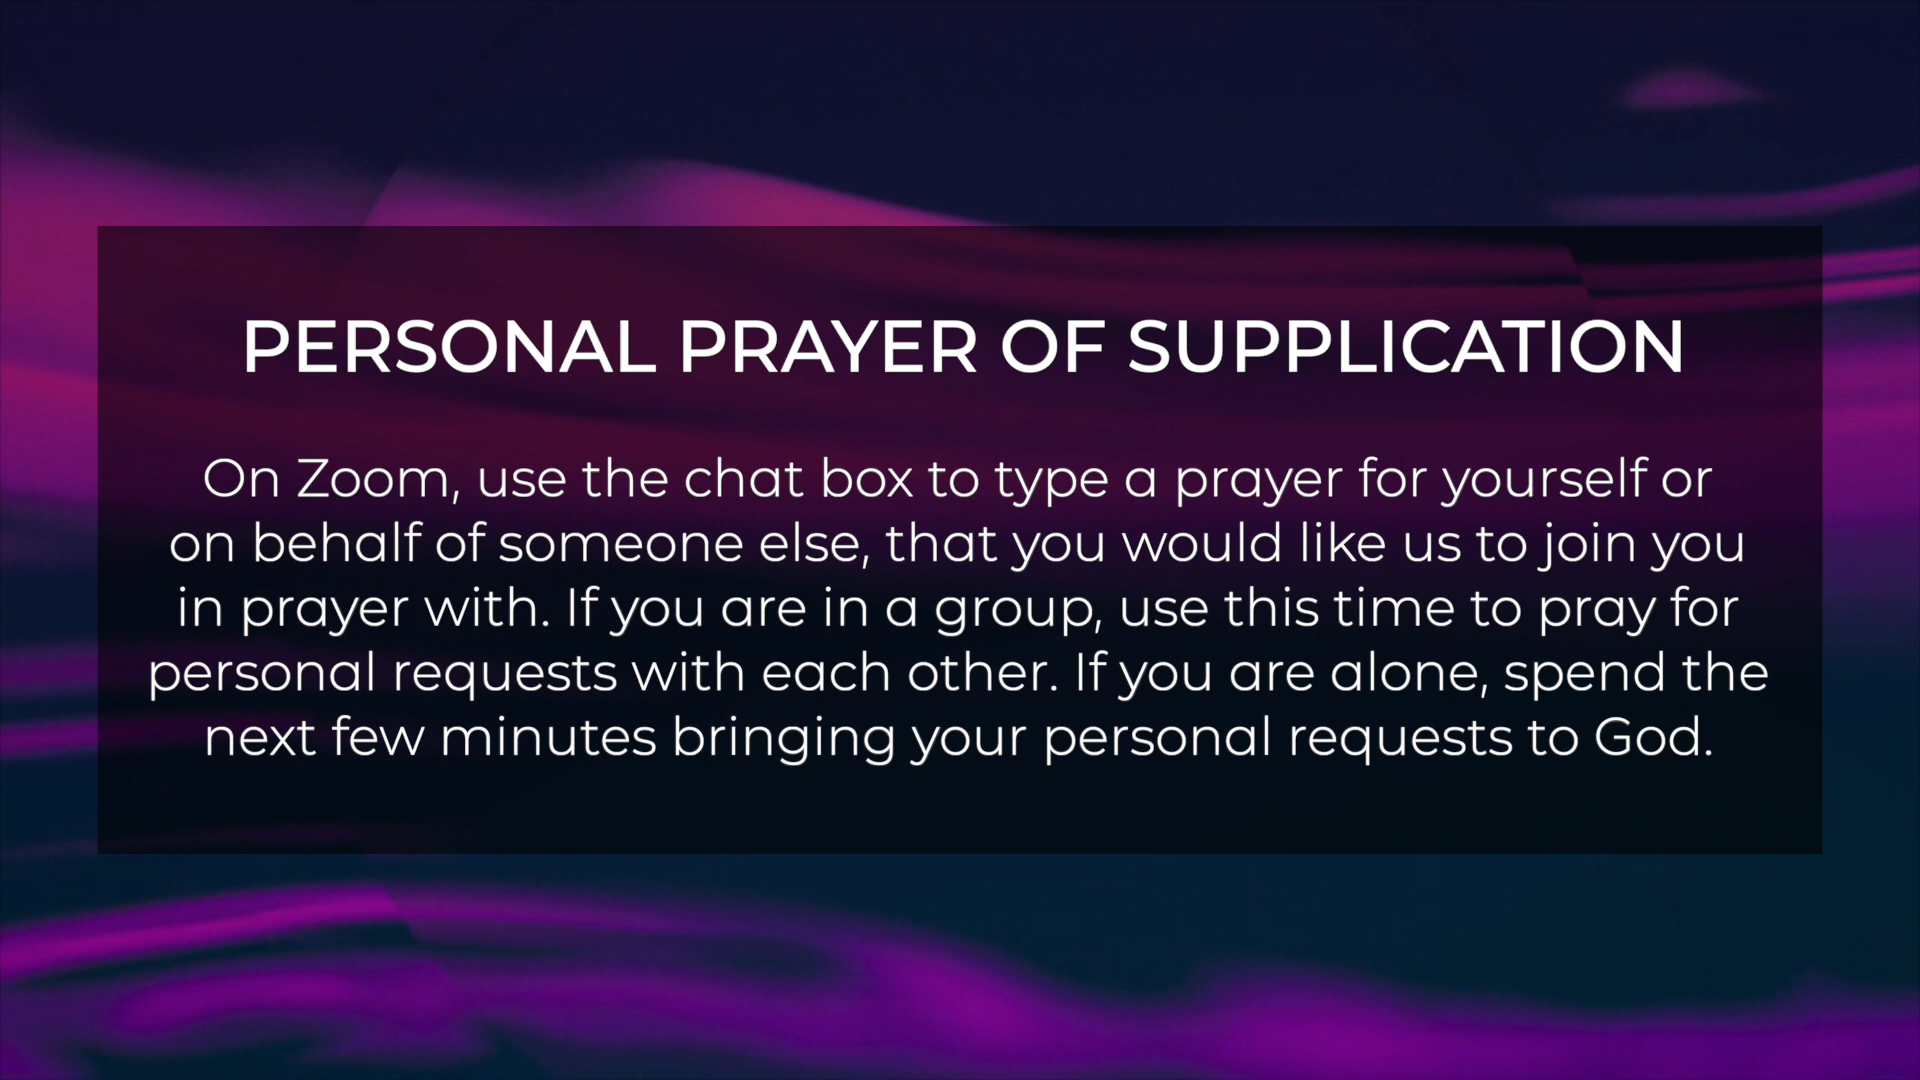 PERSONAL PRAYER OF SUPPLICATION
On Zoom, use the chat box to type a prayer for yourself or
on behalf of someone else, that you would like us to join you
in prayer with. If you are in a group, use this time to pray for
personal requests with each other. If you are alone, spend the
next few minutes bringing your personal requests to God.